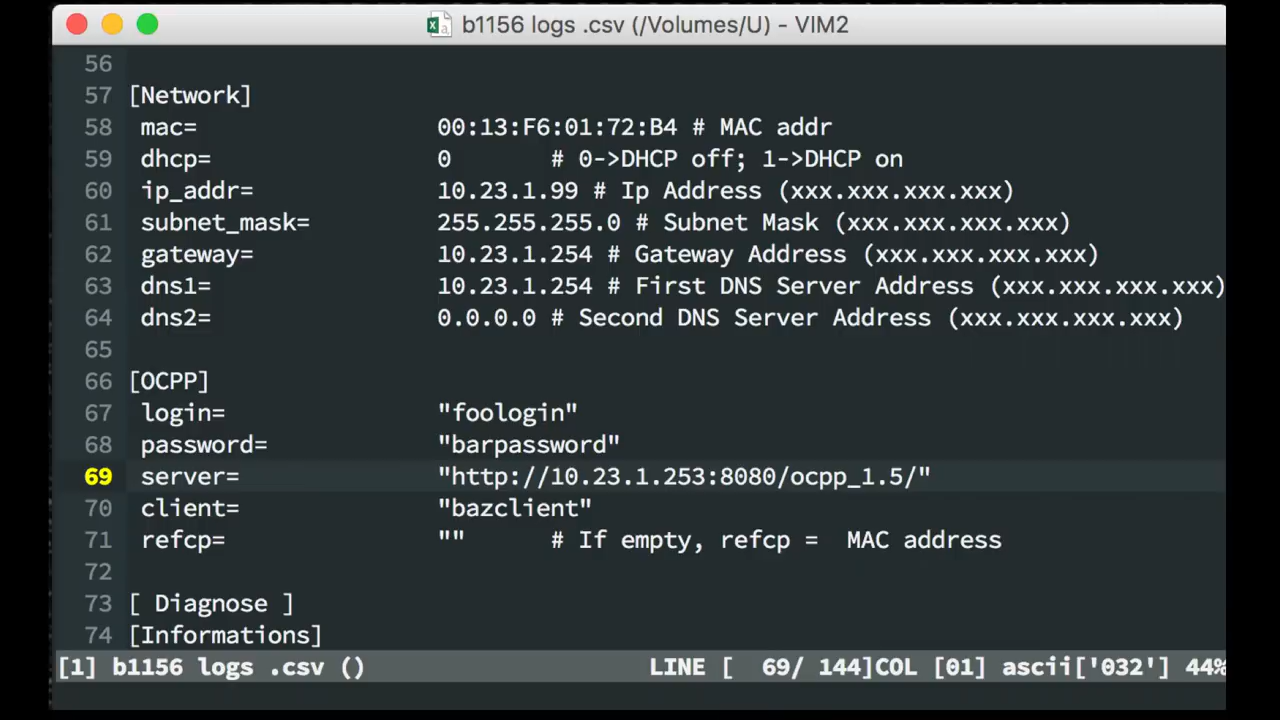 b1156 logs .csv (/Volumes/U) - VIM2
56
57 [Network]
58 mac= 00:13:F6:01:72:B4 # MAC addr
59 dhcp= 0 # 0->DHCP off; 1->DHCP on
60 ip_addr= 10.23.1.99 # Ip Address (xxx.xxx.xxx.xxx)
61 subnet_mask= 255.255.255.0 # Subnet Mask (xxx.xxx.xxx.xxx)
62 gateway= 10.23.1.254 # Gateway Address (xxx.xxx.xxx.xxx)
63 dns1= 10.23.1.254 # First DNS Server Address (xxx.xxx.xxx.xxx)
64 dns2= 0.0.0.0 # Second DNS Server Address (xxx.xxx.xxx.xxx)
65
66 [OCPP]
67 login= "foologin"
68 password= "barpassword"
69 server= "http://10.23.1.253:8080/ocpp_1.5/"
70 client= "bazclient"
71 refcp= "" # If empty, refcp = MAC address
72
73 [ Diagnose ]
74 [Informations]
[1] b1156 logs .csv () LINE [ 69/ 144]COL [01] ascii['032'] 44%